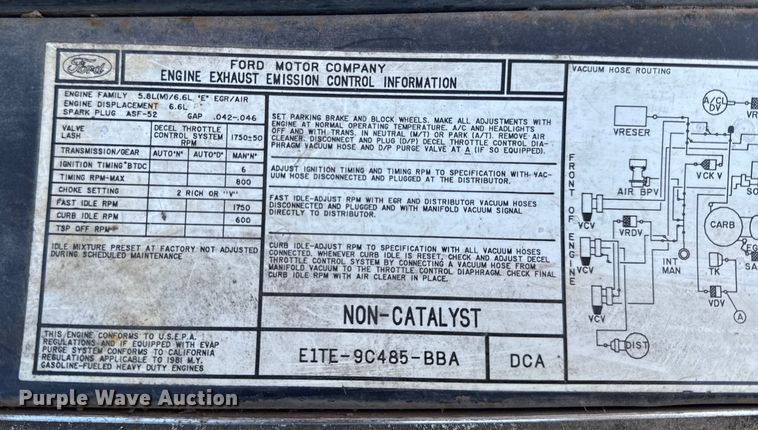 Ford
FORD MOTOR COMPANY
ENGINE EXHAUST EMISSION CONTROL INFORMATION
ENGINE FAMILY 5.8L(M)/6.6L "E" EGR/AIR
ENGINE DISPLACEMENT 6.6L
SPARK PLUG ASF-52 GAP .042-.046
VALVE LASH
DECEL THROTTLE CONTROL SYSTEM RPM
1750±50
TRANSMISSION/GEAR AUTO"N" AUTO"D" MAN"N"
IGNITION TIMING°BTDC 6
TIMING RPM-MAX 800
CHOKE SETTING 2 RICH OR "V"
FAST IDLE RPM 1750
CURB IDLE RPM 600
TSP OFF RPM
IDLE MIXTURE PRESET AT FACTORY NOT ADJUSTED
DURING SCHEDULED MAINTENANCE
THIS ENGINE CONFORMS TO U.S.E.P.A.
REGULATIONS AND IF EQUIPPED WITH EVAP
PURGE SYSTEM CONFORMS TO CALIFORNIA
REGULATIONS APPLICABLE TO 1981 M.Y.
GASOLINE-FUELED HEAVY DUTY ENGINES
SET PARKING BRAKE AND BLOCK WHEELS. MAKE ALL ADJUSTMENTS WITH
ENGINE AT NORMAL OPERATING TEMPERATURE. A/C AND HEADLIGHTS
OFF AND WITH TRANS. IN NEUTRAL (M/T) OR PARK (A/T). REMOVE AIR
CLEANER. DISCONNECT AND PLUG (D/P) DECEL THROTTLE CONTROL DIA-
PHRAGM VACUUM HOSE AND D/P PURGE VALVE AT A (IF SO EQUIPPED).
ADJUST IGNITION TIMING AND TIMING RPM TO SPECIFICATION WITH VAC-
UUM HOSE DISCONNECTED AND PLUGGED AT THE DISTRIBUTOR.
FAST IDLE-ADJUST RPM WITH EGR AND DISTRIBUTOR VACUUM HOSES
DISCONNECTED AND PLUGGED AND WITH MANIFOLD VACUUM SIGNAL
DIRECTLY TO DISTRIBUTOR.
CURB IDLE-ADJUST RPM TO SPECIFICATION WITH ALL VACUUM HOSES
CONNECTED. WHENEVER CURB IDLE IS RESET, CHECK AND ADJUST DECEL
THROTTLE CONTROL SYSTEM BY CONNECTING A VACUUM HOSE FROM
MANIFOLD VACUUM TO THE THROTTLE CONTROL DIAPHRAGM. CHECK FINAL
CURB IDLE RPM WITH AIR CLEANER IN PLACE.
NON-CATALYST
E1TE-9C485-BBA
DCA
VACUUM HOSE ROUTING
FRONT OF ENGINE
A/CL
DV
VRESER
VCK V
AIR BPV
VCV
VRDV
CARB
VCV
INT
MAN
TK
VDV
VCV
A
DIST
Purple Wave Auction